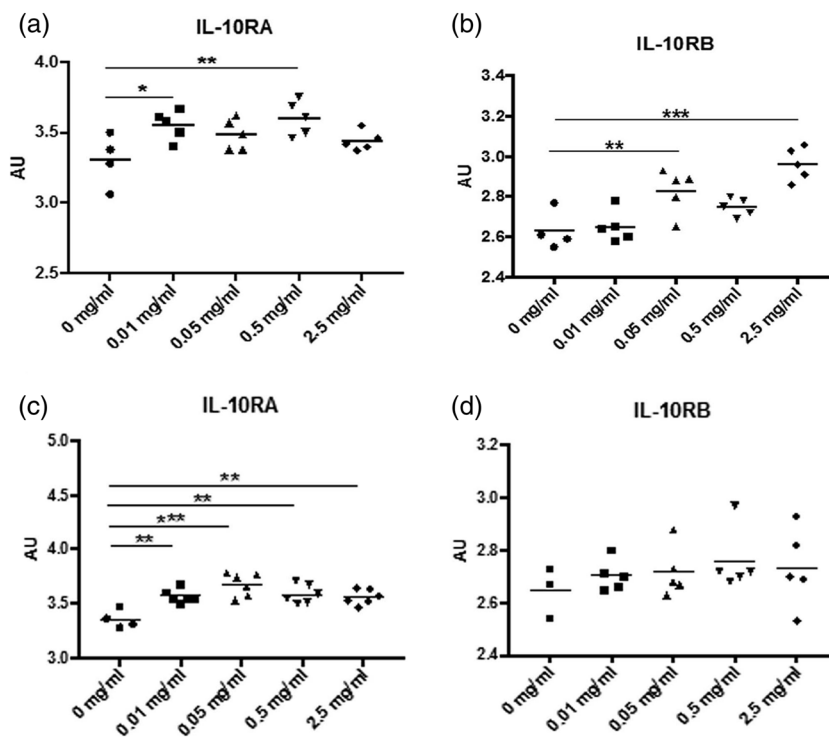 (a)
IL-10RA
AU
4.0
3.5
3.0
2.5
*
**
0 mg/ml
0.01 mg/ml
0.05 mg/ml
0.5 mg/ml
2.5 mg/ml
(b)
IL-10RB
AU
3.4
3.2
3.0
2.8
2.6
2.4
***
**
0 mg/ml
0.01 mg/ml
0.05 mg/ml
0.5 mg/ml
2.5 mg/ml
(c)
IL-10RA
AU
5.0
4.5
4.0
3.5
3.0
**
**
***
**
0 mg/ml
0.01 mg/ml
0.05 mg/ml
0.5 mg/ml
2.5 mg/ml
(d)
IL-10RB
AU
3.2
3.0
2.8
2.6
2.4
0 mg/ml
0.01 mg/ml
0.05 mg/ml
0.5 mg/ml
2.5 mg/ml